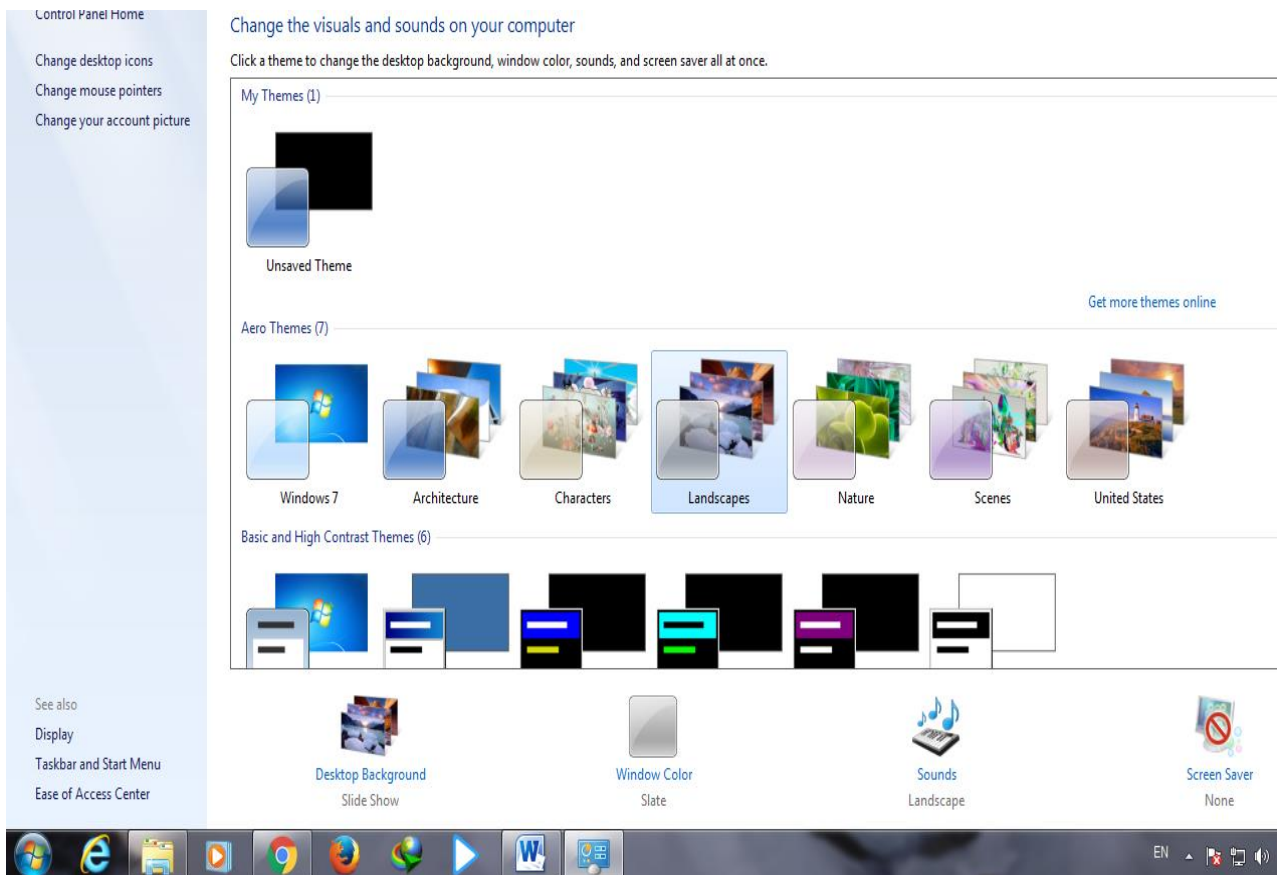 Control Panel Home
Change desktop icons
Change mouse pointers
Change your account picture
Change the visuals and sounds on your computer
Click a theme to change the desktop background, window color, sounds, and screen saver all at once.
My Themes (1)
Unsaved Theme
Get more themes online
Aero Themes (7)
Windows 7
Architecture
Characters
Landscapes
Nature
Scenes
United States
Basic and High Contrast Themes (6)
See also
Display
Taskbar and Start Menu
Ease of Access Center
Desktop Background
Slide Show
Window Color
Slate
Sounds
Landscape
Screen Saver
None
EN